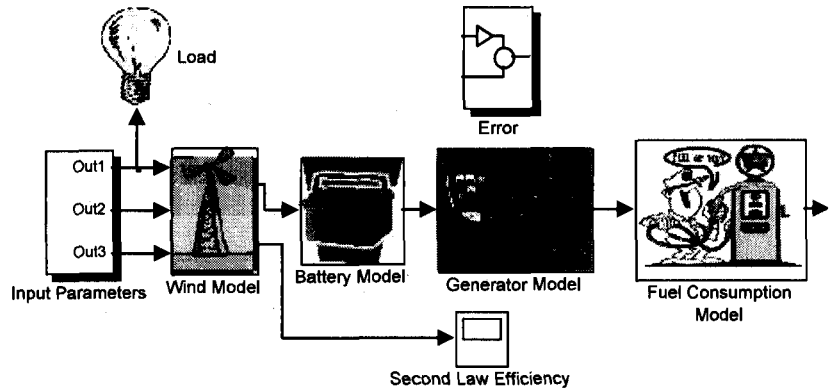 Load
Error
Out1
Out2
Out3
Input Parameters
Wind Model
Battery Model
Generator Model
Fuel Consumption
Model
Second Law Efficiency